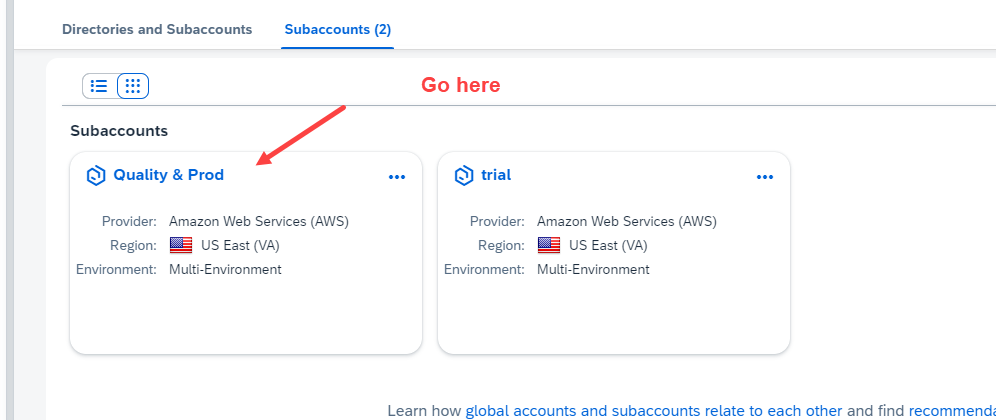 Directories and Subaccounts Subaccounts (2)
Go here
Subaccounts
Quality & Prod ••• trial •••
Provider: Amazon Web Services (AWS) Provider: Amazon Web Services (AWS)
Region: US East (VA) Region: US East (VA)
Environment: Multi-Environment Environment: Multi-Environment
Learn how global accounts and subaccounts relate to each other and find recommenda